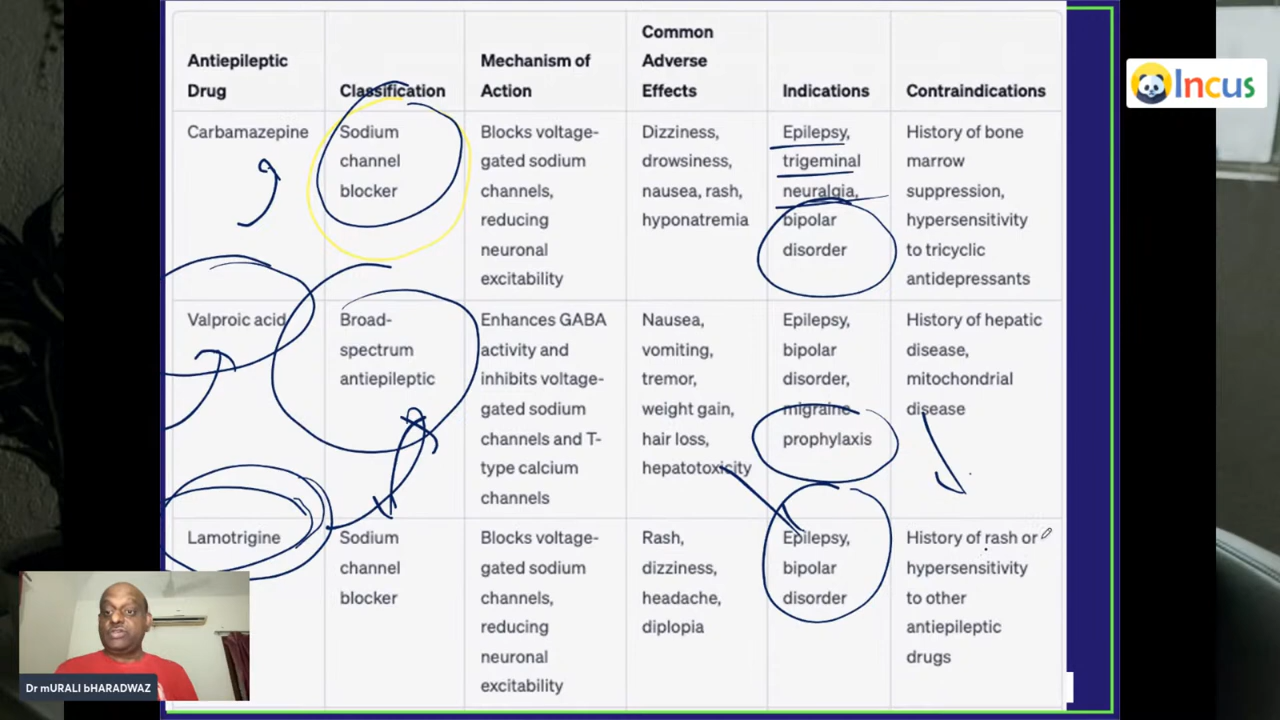 Antiepileptic
Drug
Classification
Mechanism of
Action
Common
Adverse
Effects
Indications
Contraindications
Carbamazepine
Sodium
channel
blocker
Blocks voltage-
gated sodium
channels,
reducing
neuronal
excitability
Dizziness,
drowsiness,
nausea, rash,
hyponatremia
Epilepsy,
trigeminal
neuralgia,
bipolar
disorder
History of bone
marrow
suppression,
hypersensitivity
to tricyclic
antidepressants
Valproic acid
Broad-
spectrum
antiepileptic
Enhances GABA
activity and
inhibits voltage-
gated sodium
channels and T-
type calcium
channels
Nausea,
vomiting,
tremor,
weight gain,
hair loss,
hepatotoxicity
Epilepsy,
bipolar
disorder,
migraine
prophylaxis
History of hepatic
disease,
mitochondrial
disease
Lamotrigine
Sodium
channel
blocker
Blocks voltage-
gated sodium
channels,
reducing
neuronal
excitability
Rash,
dizziness,
headache,
diplopia
Epilepsy,
bipolar
disorder
History of rash or
hypersensitivity
to other
antiepileptic
drugs
Incus
Dr mURALI bHARADWAZ